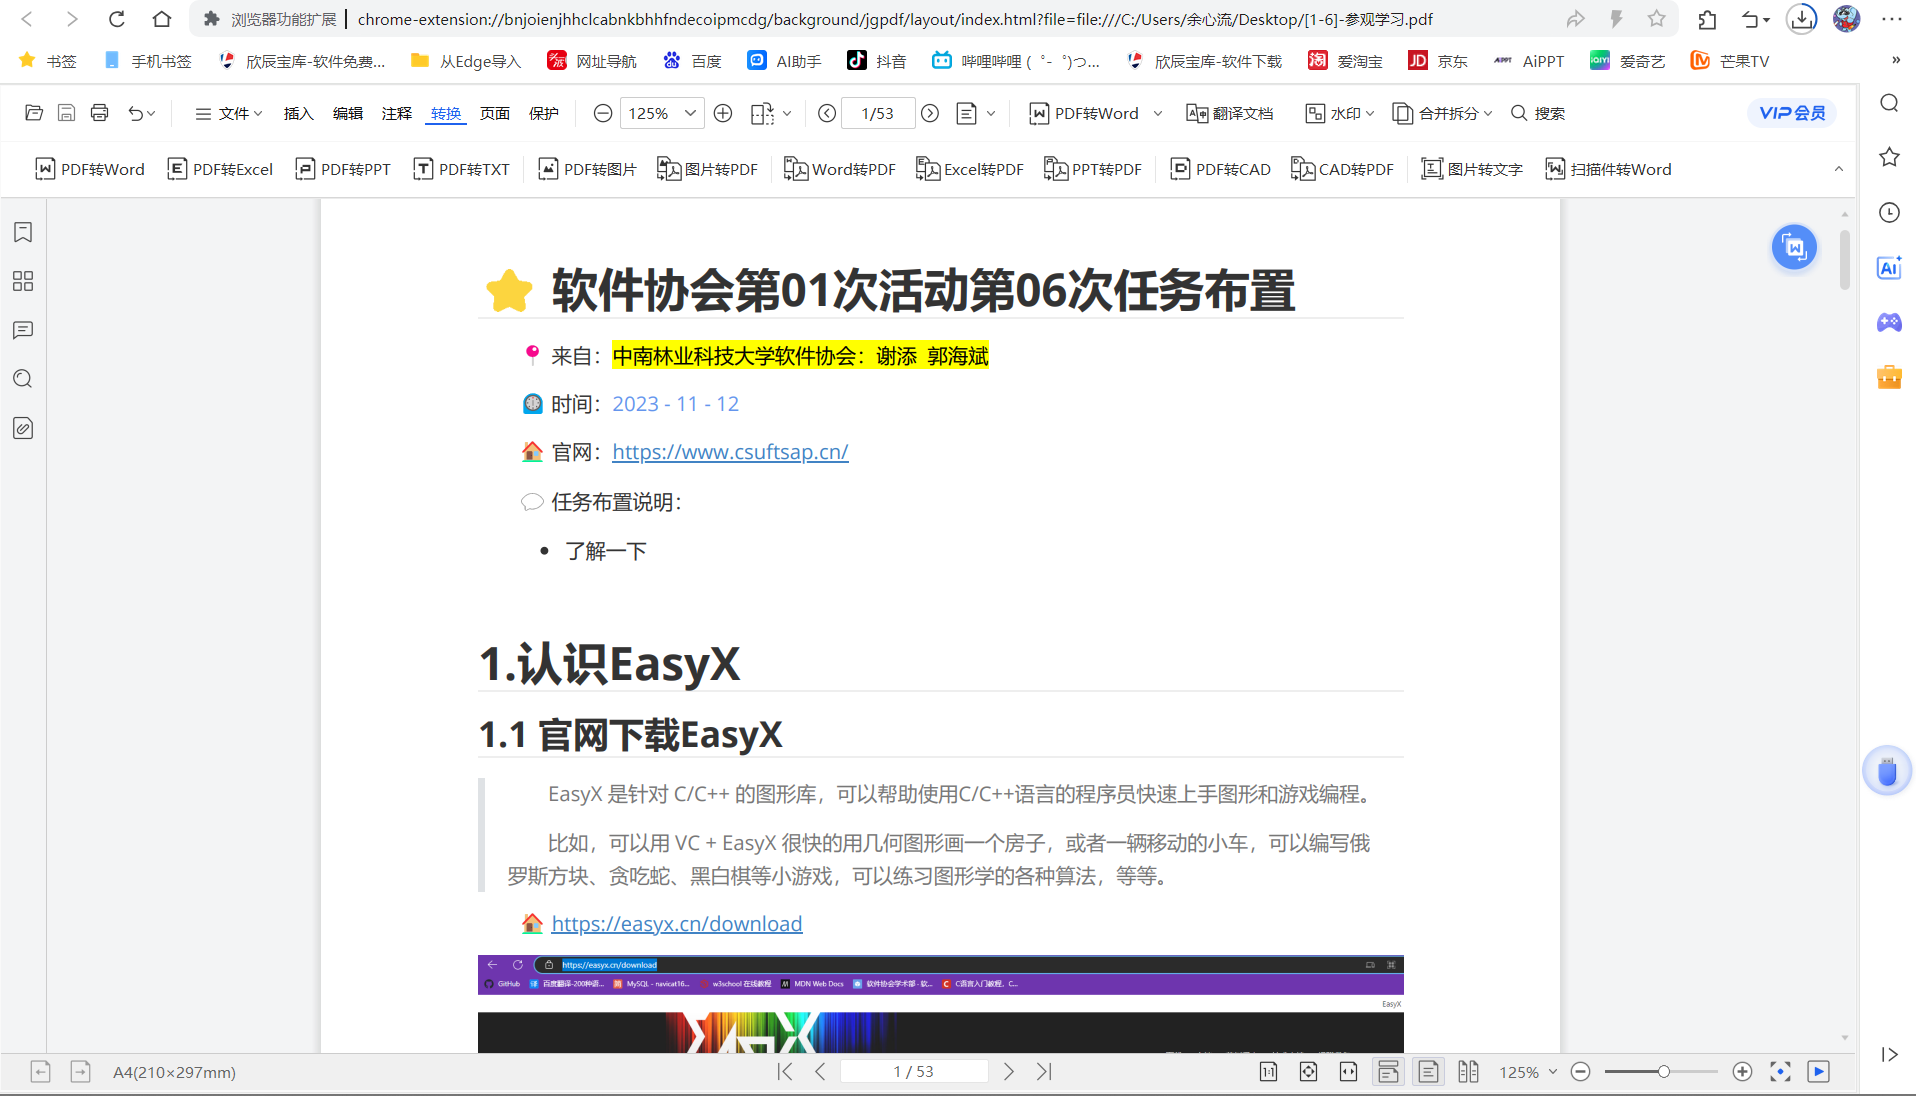 浏览器功能扩展 | chrome-extension://bnjoienjhhclcabnkbhhfndecoipmcdg/background/jgpdf/layout/index.html?file=file:///C:/Users/余心流/Desktop/[1-6]-参观学习.pdf
书签 手机书签 欣辰宝库-软件免费... 从Edge导入 网址导航 百度 AI助手 抖音 哔哩哔哩 ( ゜- ゜)つ... 欣辰宝库-软件下载 爱淘宝 京东 AiPPT 爱奇艺 芒果TV »
文件 插入 编辑 注释 转换 页面 保护 125% 1/53 PDF转Word 翻译文档 水印 合并拆分 搜索 VIP会员
PDF转Word PDF转Excel PDF转PPT PDF转TXT PDF转图片 图片转PDF Word转PDF Excel转PDF PPT转PDF PDF转CAD CAD转PDF 图片转文字 扫描件转Word
软件协会第01次活动第06次任务布置
来自：中南林业科技大学软件协会：谢添 郭海斌
时间：2023 - 11 - 12
官网：https://www.csuftsap.cn/
任务布置说明：
• 了解一下
1.认识EasyX
1.1 官网下载EasyX
EasyX 是针对 C/C++ 的图形库，可以帮助使用C/C++语言的程序员快速上手图形和游戏编程。
比如，可以用 VC + EasyX 很快的用几何图形画一个房子，或者一辆移动的小车，可以编写俄
罗斯方块、贪吃蛇、黑白棋等小游戏，可以练习图形学的各种算法，等等。
https://easyx.cn/download
https://easyx.cn/download
GitHub 百度翻译-200种语... MySQL - navicat16... w3school 在线教程 MDN Web Docs 软件协会学术部 - 软... C语言入门教程，C...
EasyX
A4(210×297mm) 1 / 53 125%